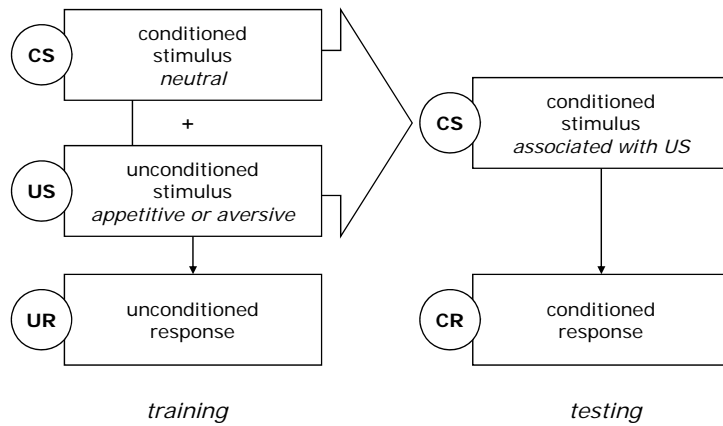 CS
conditioned
stimulus
neutral
+
US
unconditioned
stimulus
appetitive or aversive
UR
unconditioned
response
training
CS
conditioned
stimulus
associated with US
CR
conditioned
response
testing